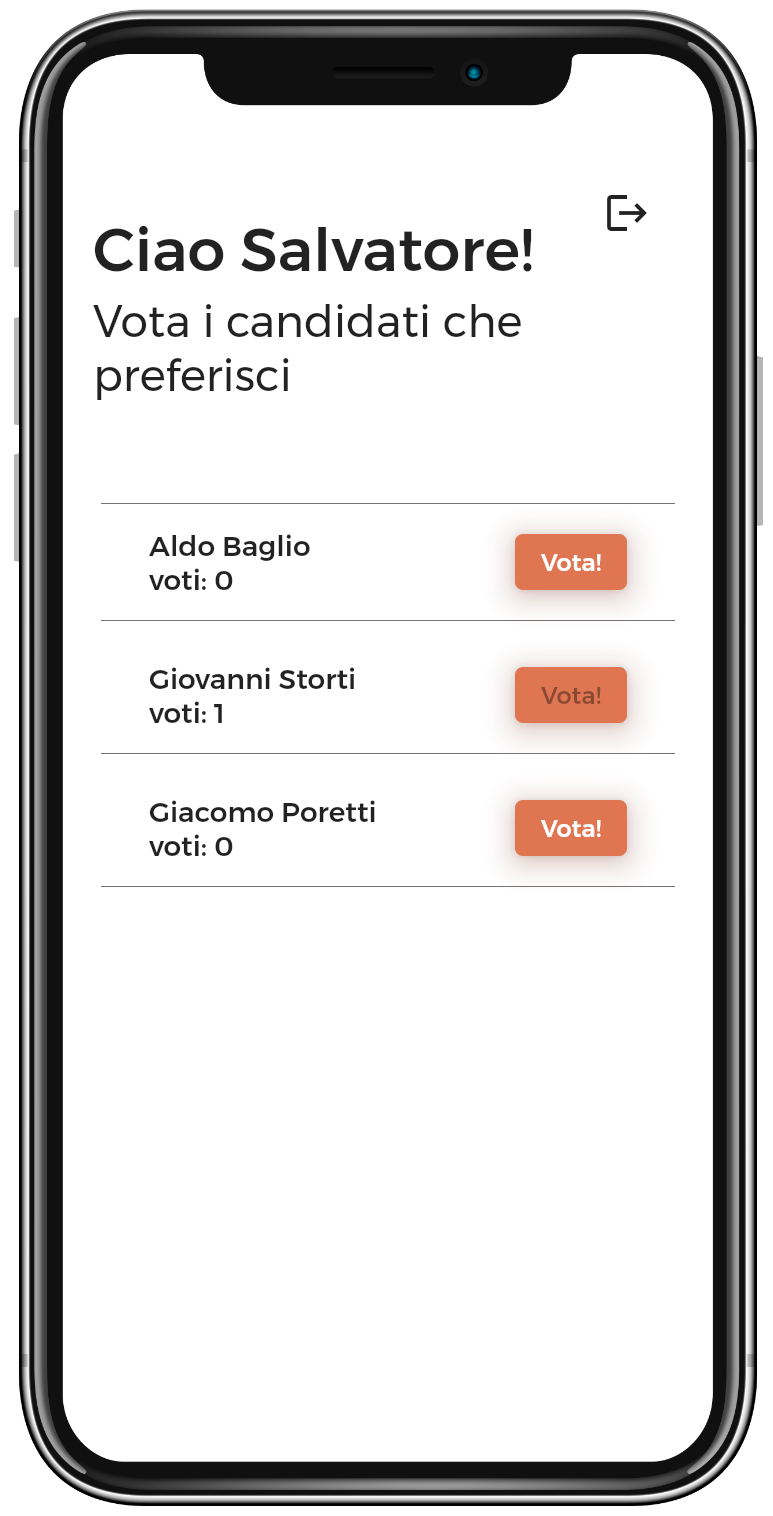 Ciao Salvatore!
Vota i candidati che
preferisci
Aldo Baglio
voti: 0
Vota!
Giovanni Storti
voti: 1
Vota!
Giacomo Poretti
voti: 0
Vota!